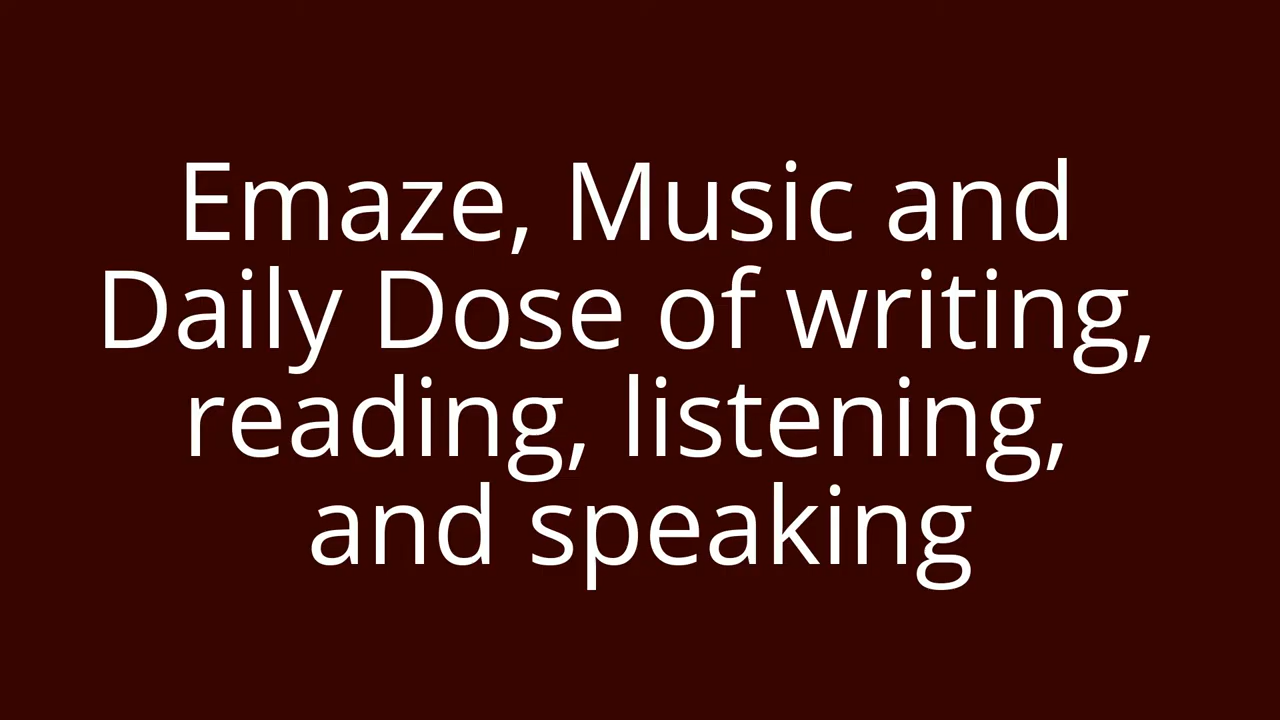 Emaze, Music and
Daily Dose of writing,
reading, listening,
and speaking